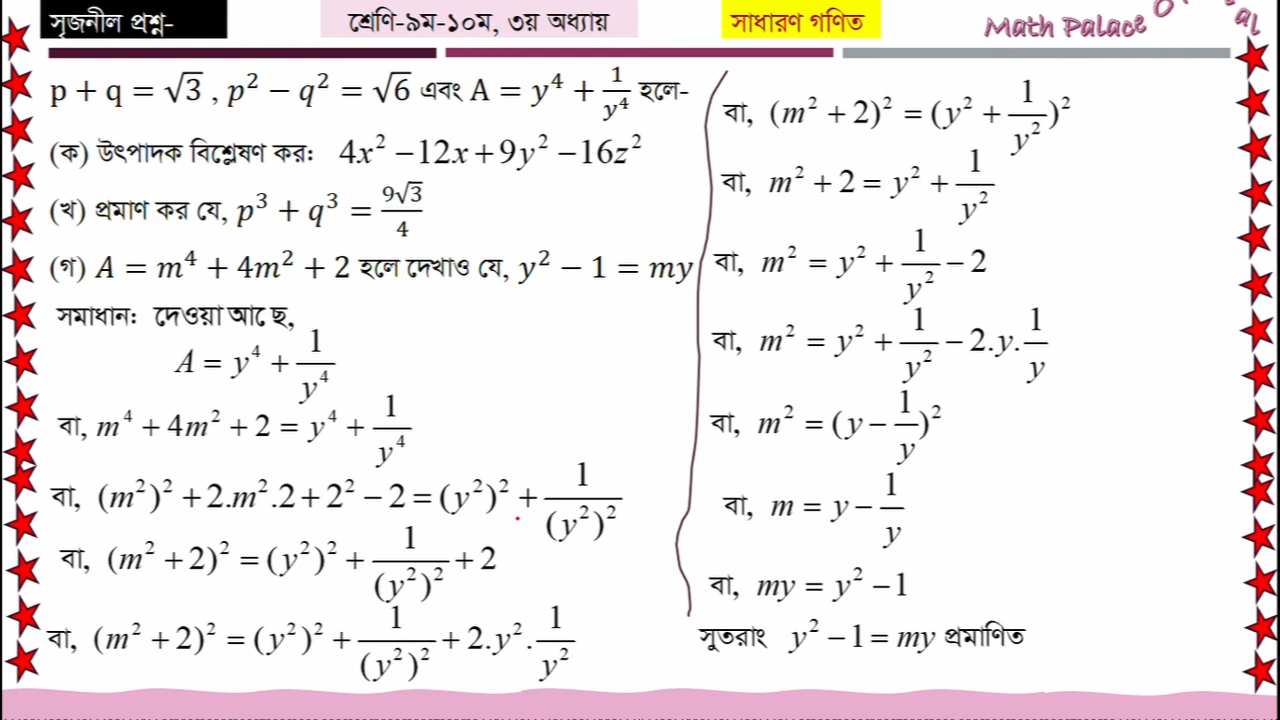 সৃজনীল প্রশ্ন-
শ্রেণি-৯ম-১০ম, ৩য় অধ্যায়
সাধারণ গণিত
Math Palace
p + q = √3 , p² − q² = √6 এবং A = y⁴ + 1/y⁴ হলে-
(ক) উৎপাদক বিশ্লেষণ কর: 4x² −12x+9y² −16z²
(খ) প্রমাণ কর যে, p³ + q³ = 9√3/4
(গ) A = m⁴ + 4m² + 2 হলে দেখাও যে, y² − 1 = my
সমাধান: দেওয়া আছে,
A = y⁴ + 1/y⁴
বা, m⁴ + 4m² + 2 = y⁴ + 1/y⁴
বা, (m²)² + 2.m².2 + 2² − 2 = (y²)² + 1/(y²)²
বা, (m² + 2)² = (y²)² + 1/(y²)² + 2
বা, (m² + 2)² = (y²)² + 1/(y²)² + 2.y².1/y²
বা, (m² + 2)² = (y² + 1/y²)²
বা, m² + 2 = y² + 1/y²
বা, m² = y² + 1/y² − 2
বা, m² = y² + 1/y² − 2.y.1/y
বা, m² = (y − 1/y)²
বা, m = y − 1/y
বা, my = y² − 1
সুতরাং y² − 1 = my প্রমাণিত